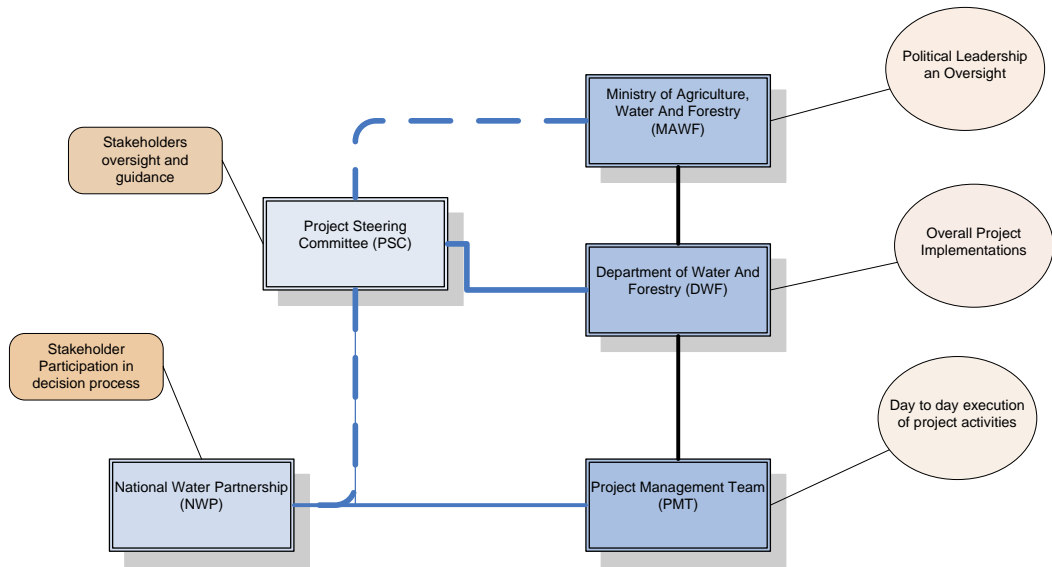 Political Leadership
an Oversight
Ministry of Agriculture,
Water And Forestry
(MAWF)
Stakeholders
oversight and
guidance
Project Steering
Committee (PSC)
Overall Project
Implementations
Department of Water And
Forestry (DWF)
Stakeholder
Participation in
decision process
Day to day execution
of project activities
National Water Partnership
(NWP)
Project Management Team
(PMT)